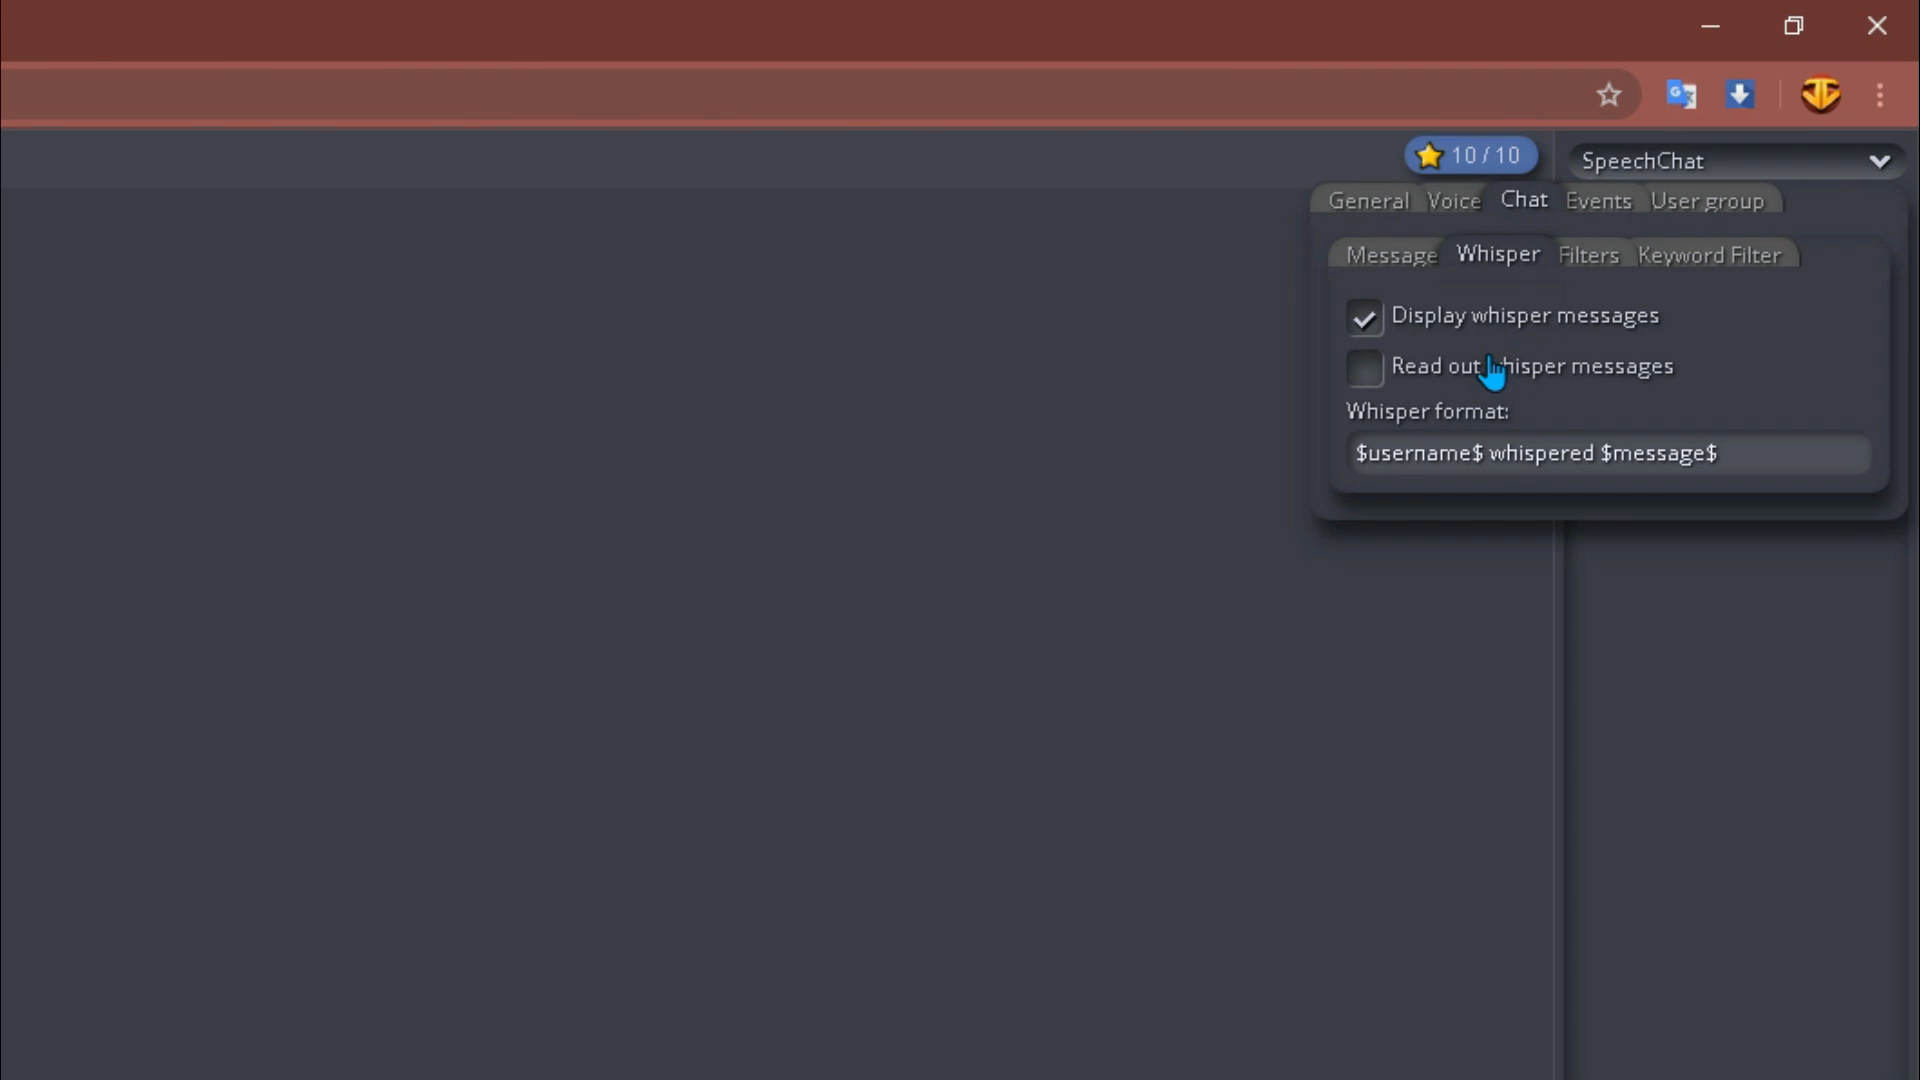 10 / 10
SpeechChat
General Voice Chat Events User group
Message Whisper Filters Keyword Filter
Display whisper messages
Read out whisper messages
Whisper format:
$username$ whispered $message$